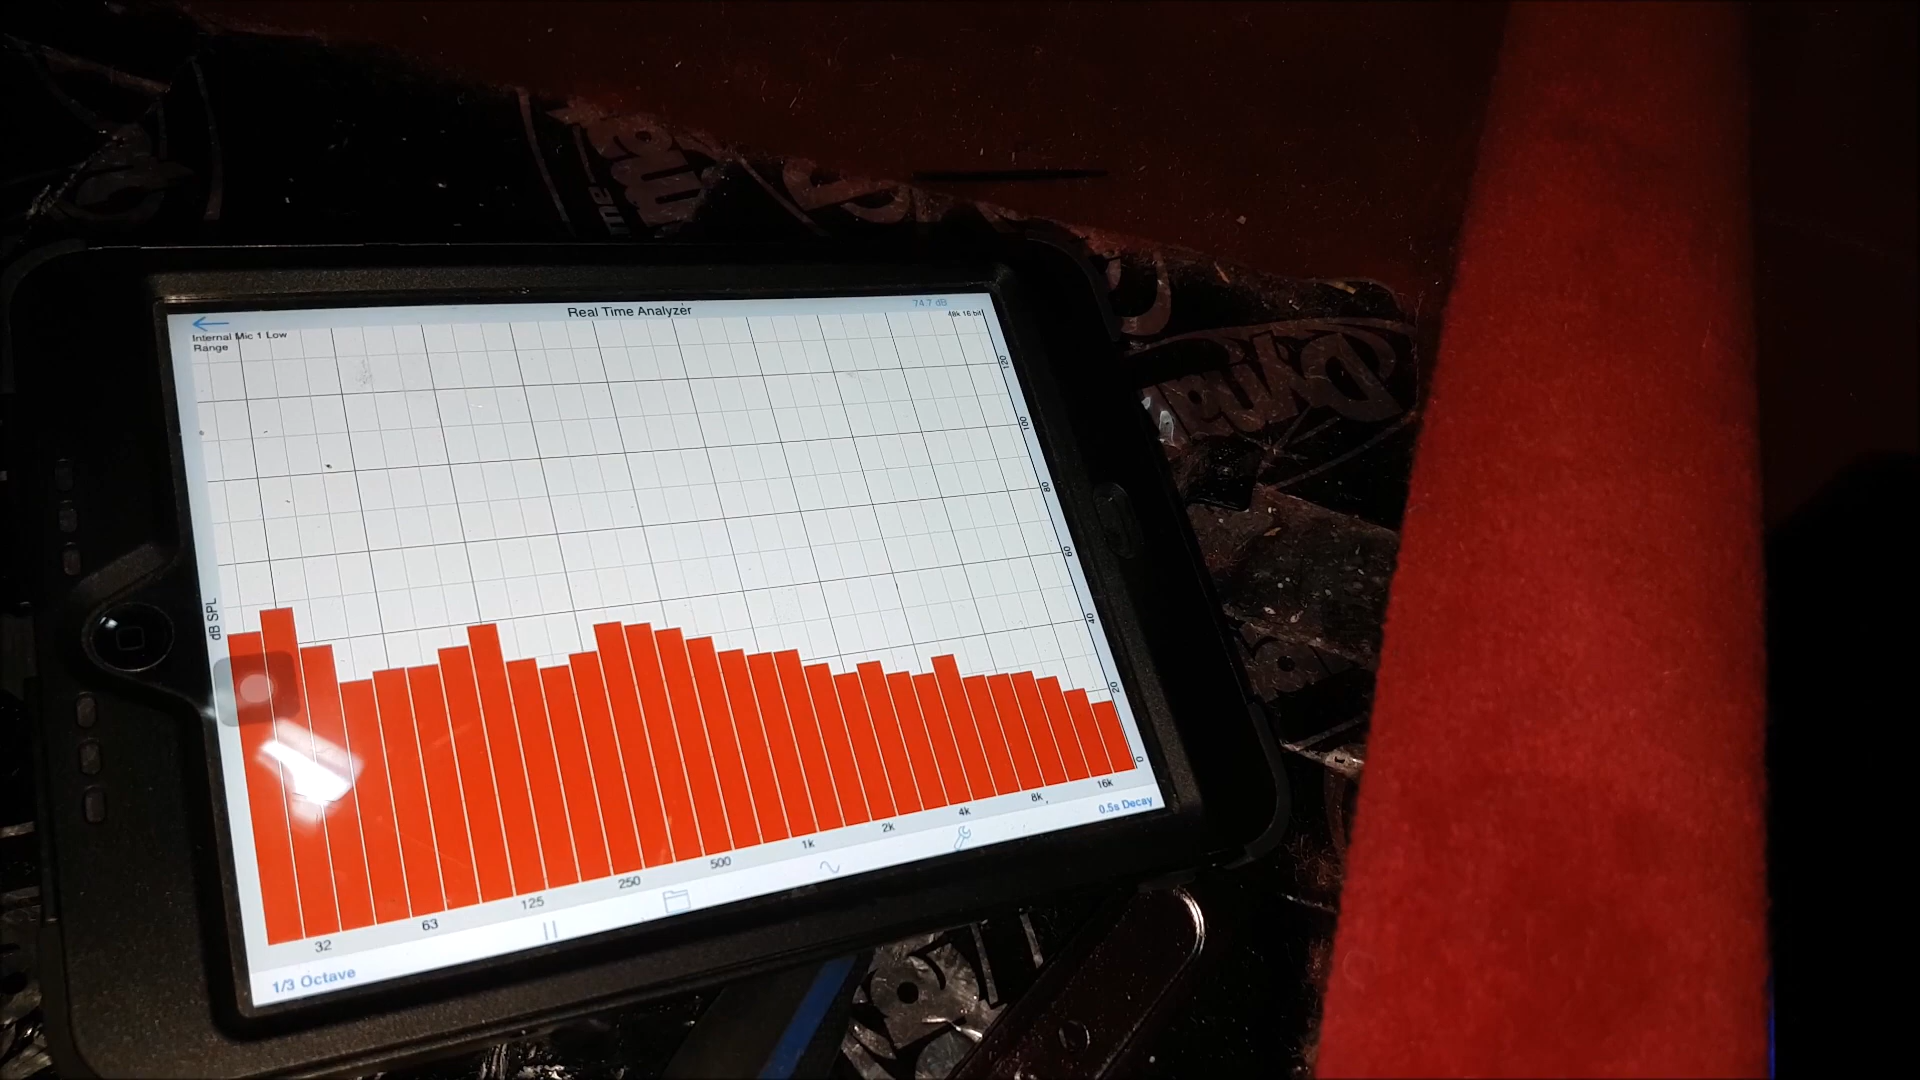 Real Time Analyzer
74.7 dB
48k 16 bit
Internal Mic 1 Low
Range
120
100
80
60
40
20
0
dB SPL
32
63
125
250
500
1k
2k
4k
8k
16k
1/3 Octave
0.5s Decay
Dynam